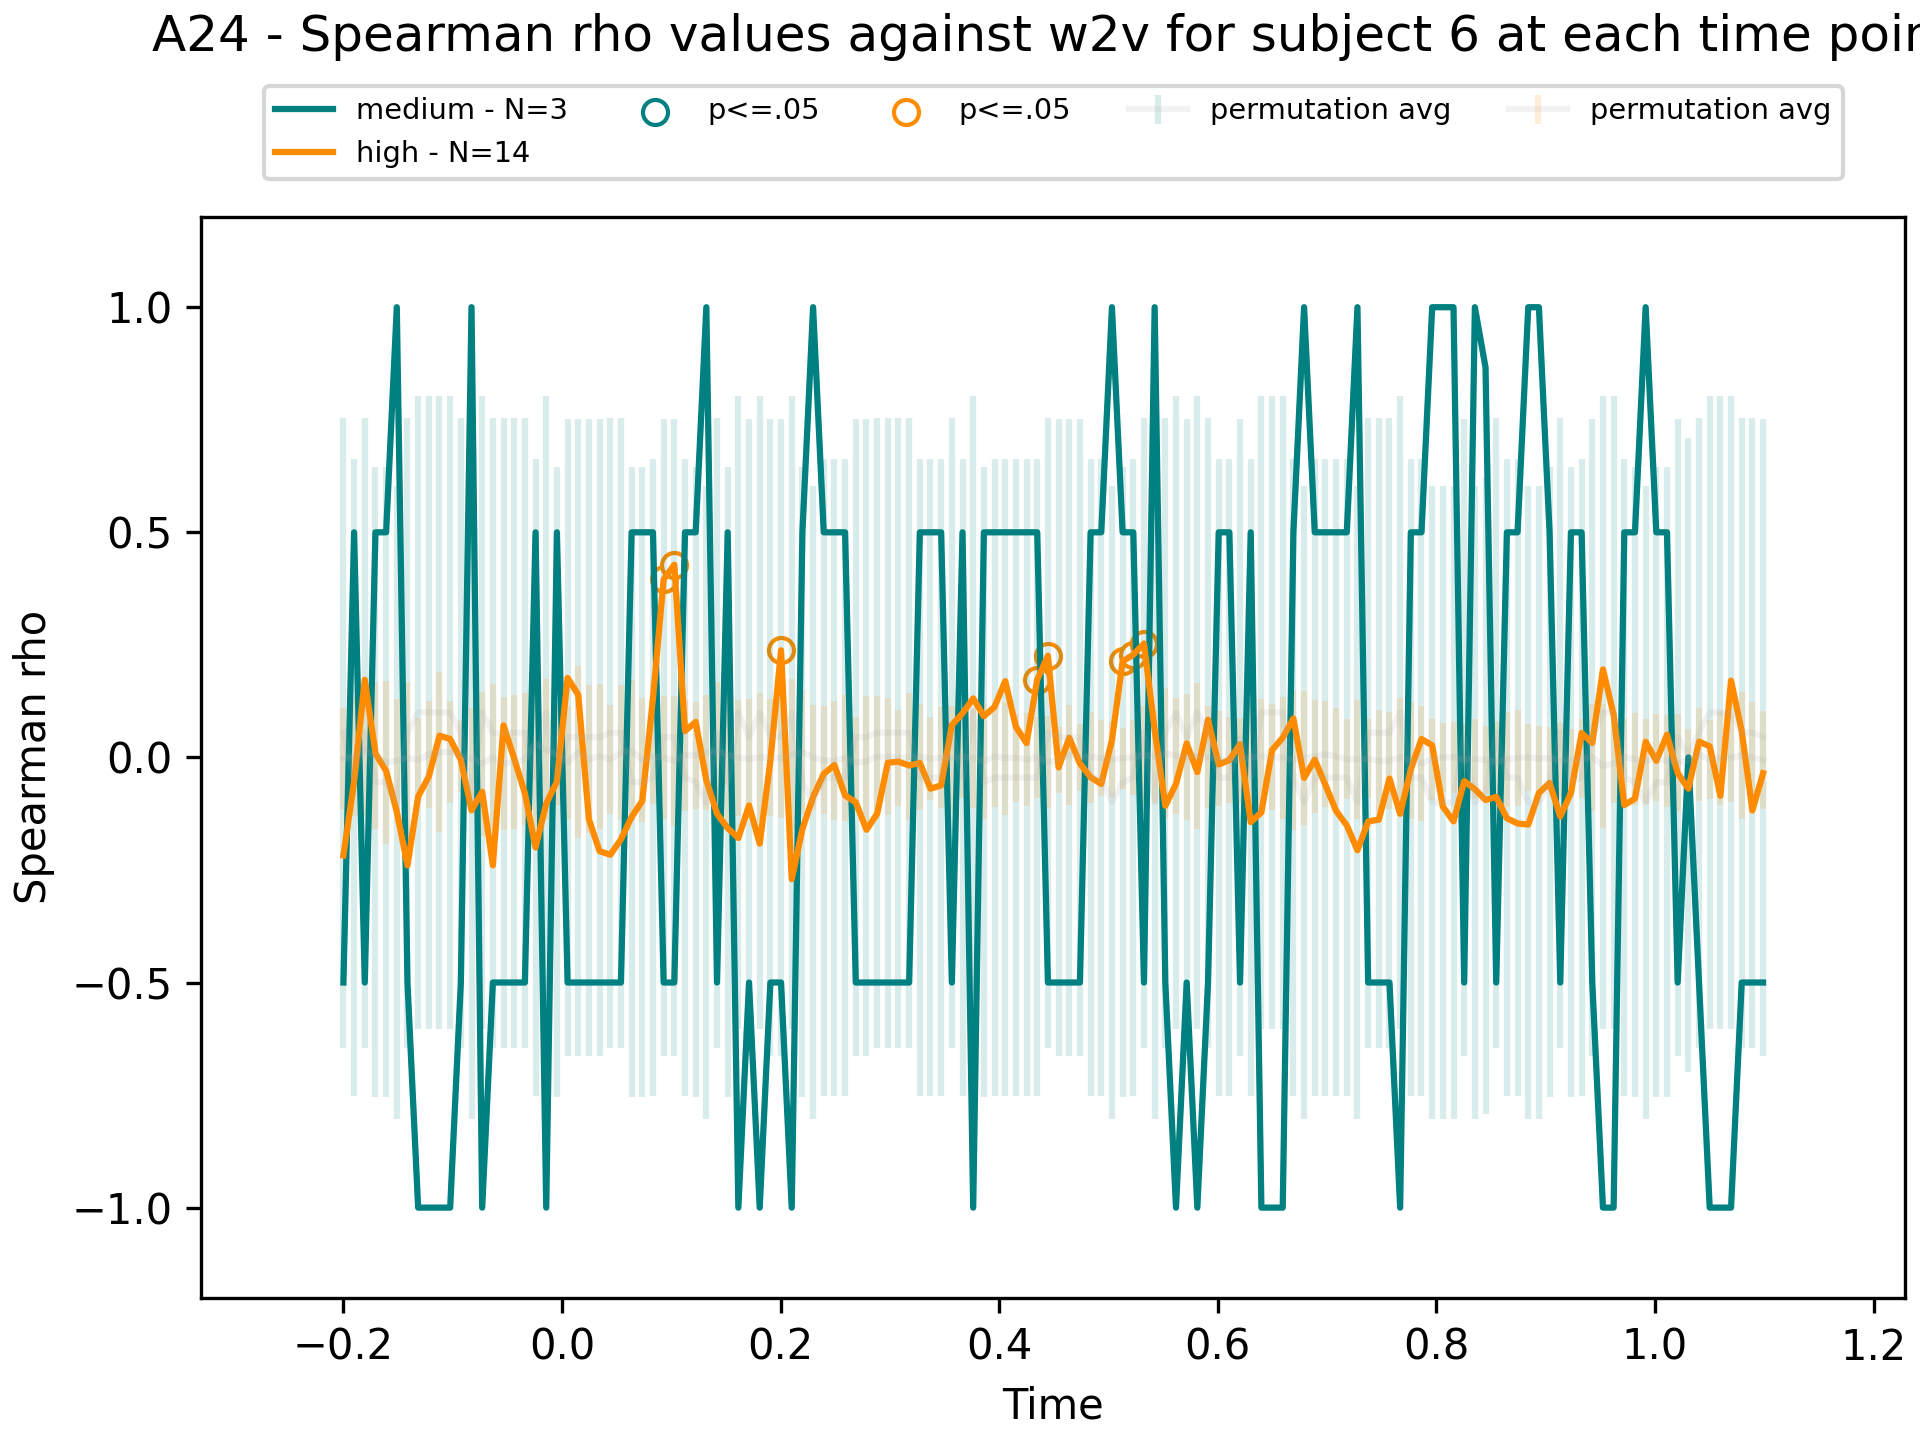 A24 - Spearman rho values against w2v for subject 6 at each time poin
medium - N=3
high - N=14
p<=.05
p<=.05
permutation avg
permutation avg
Spearman rho
1.0
0.5
0.0
−0.5
−1.0
−0.2 0.0 0.2 0.4 0.6 0.8 1.0 1.2
Time